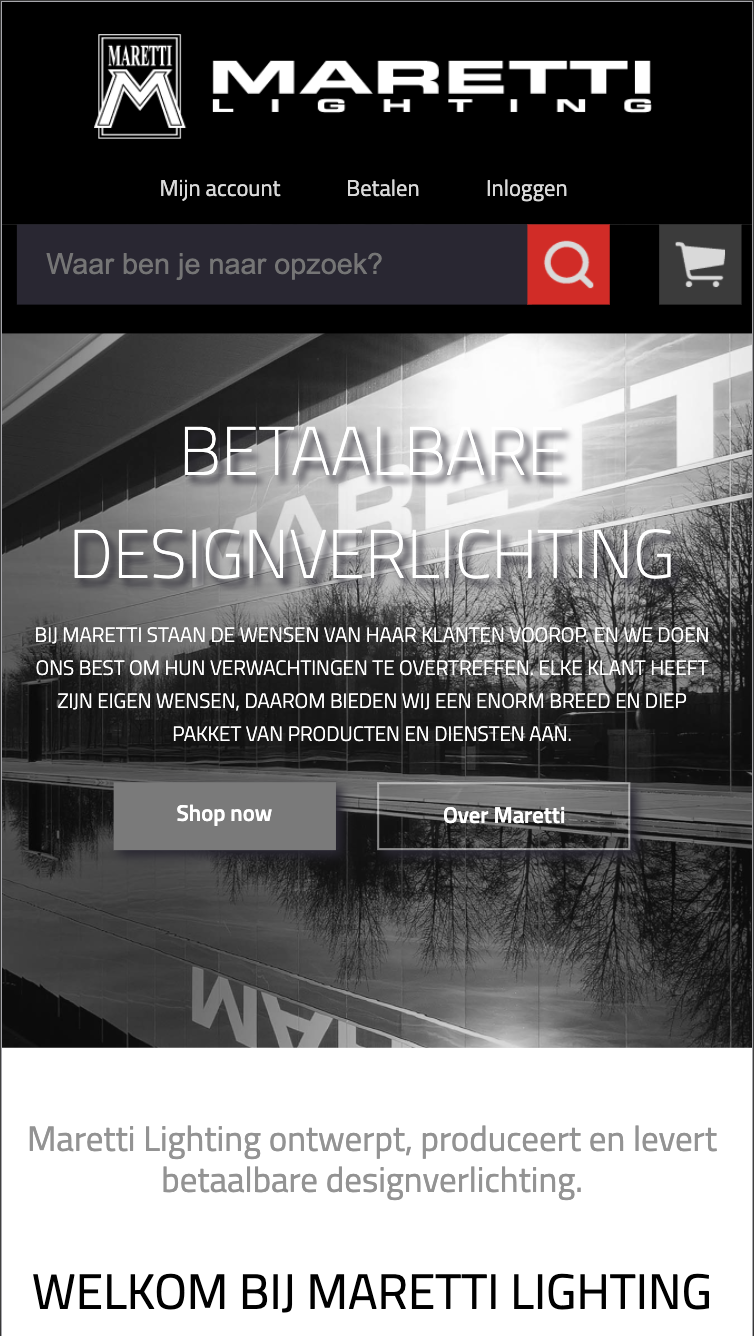 MARETTI
M
MARETTI
LIGHTING
Mijn account Betalen Inloggen
Waar ben je naar opzoek?
MARETT
BETAALBARE
DESIGNVERLICHTING
BIJ MARETTI STAAN DE WENSEN VAN HAAR KLANTEN VOOROP. EN WE DOEN
ONS BEST OM HUN VERWACHTINGEN TE OVERTREFFEN. ELKE KLANT HEEFT
ZIJN EIGEN WENSEN, DAAROM BIEDEN WIJ EEN ENORM BREED EN DIEP
PAKKET VAN PRODUCTEN EN DIENSTEN AAN.
Shop now Over Maretti
Maretti Lighting ontwerpt, produceert en levert
betaalbare designverlichting.
WELKOM BIJ MARETTI LIGHTING